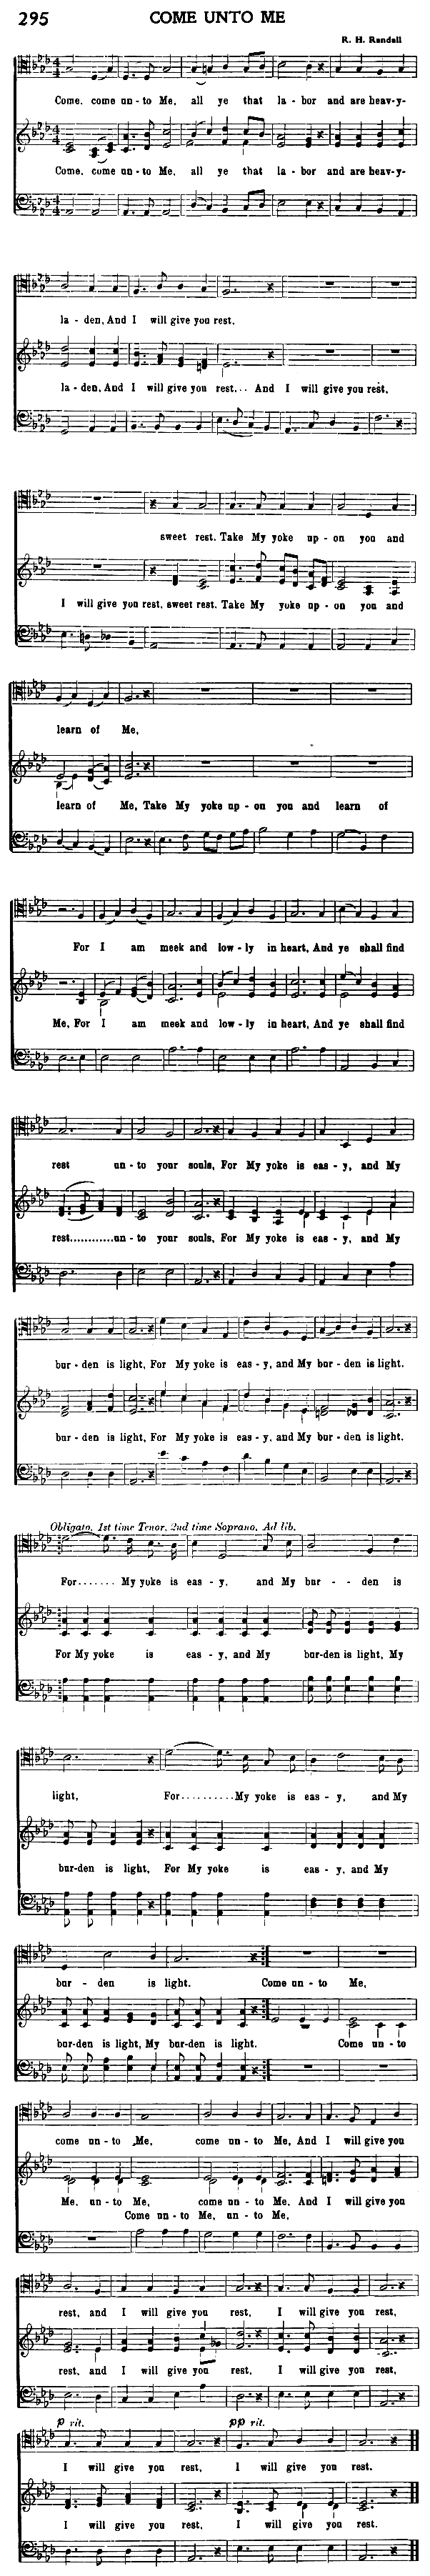 295 COME UNTO ME
R. H. Randall
Come, come un-to Me, all ye that la-bor and are heav-y-
Come, come un-to Me, all ye that la-bor and are heav-y-
la-den, And I will give you rest.
la-den, And I will give you rest... And I will give you rest,
sweet rest. Take My yoke up-on you and
I will give you rest, sweet rest. Take My yoke up-on you and
learn of Me,
learn of Me, Take My yoke up-on you and learn of
For I am meek and low-ly in heart, And ye shall find
Me, For I am meek and low-ly in heart, And ye shall find
rest un-to your souls, For My yoke is eas-y, and My
rest............un-to your souls, For My yoke is eas-y, and My
bur-den is light, For My yoke is eas-y, and My bur-den is light.
bur-den is light, For My yoke is eas-y, and My bur-den is light.
Obligato. 1st time Tenor. 2nd time Soprano. Ad lib.
For....... My yoke is eas-y, and My bur - - den is
For My yoke is eas-y, and My bur-den is light, My
light, For..........My yoke is eas-y, and My
bur-den is light, For My yoke is eas-y, and My
bur - den is light. Come un-to Me,
bur-den is light, My bur-den is light. Come un-to
come un-to Me, come un-to Me, And I will give you
Me, un-to Me, come un-to Me, And I will give you
Come un-to Me, un-to Me,
rest, and I will give you rest, I will give you rest,
rest, and I will give you rest, I will give you rest,
p rit. pp rit.
I will give you rest, I will give you rest.
I will give you rest, I will give you rest.